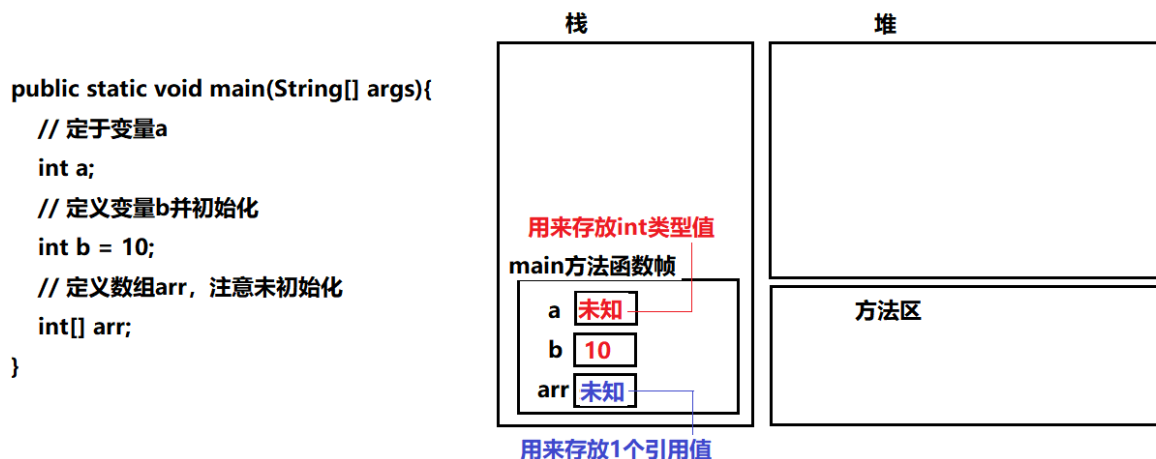 public static void main(String[] args){
// 定于变量a
int a;
// 定义变量b并初始化
int b = 10;
// 定义数组arr，注意未初始化
int[] arr;
}
栈
用来存放int类型值
main方法函数帧
a 未知
b 10
arr 未知
用来存放1个引用值
堆
方法区